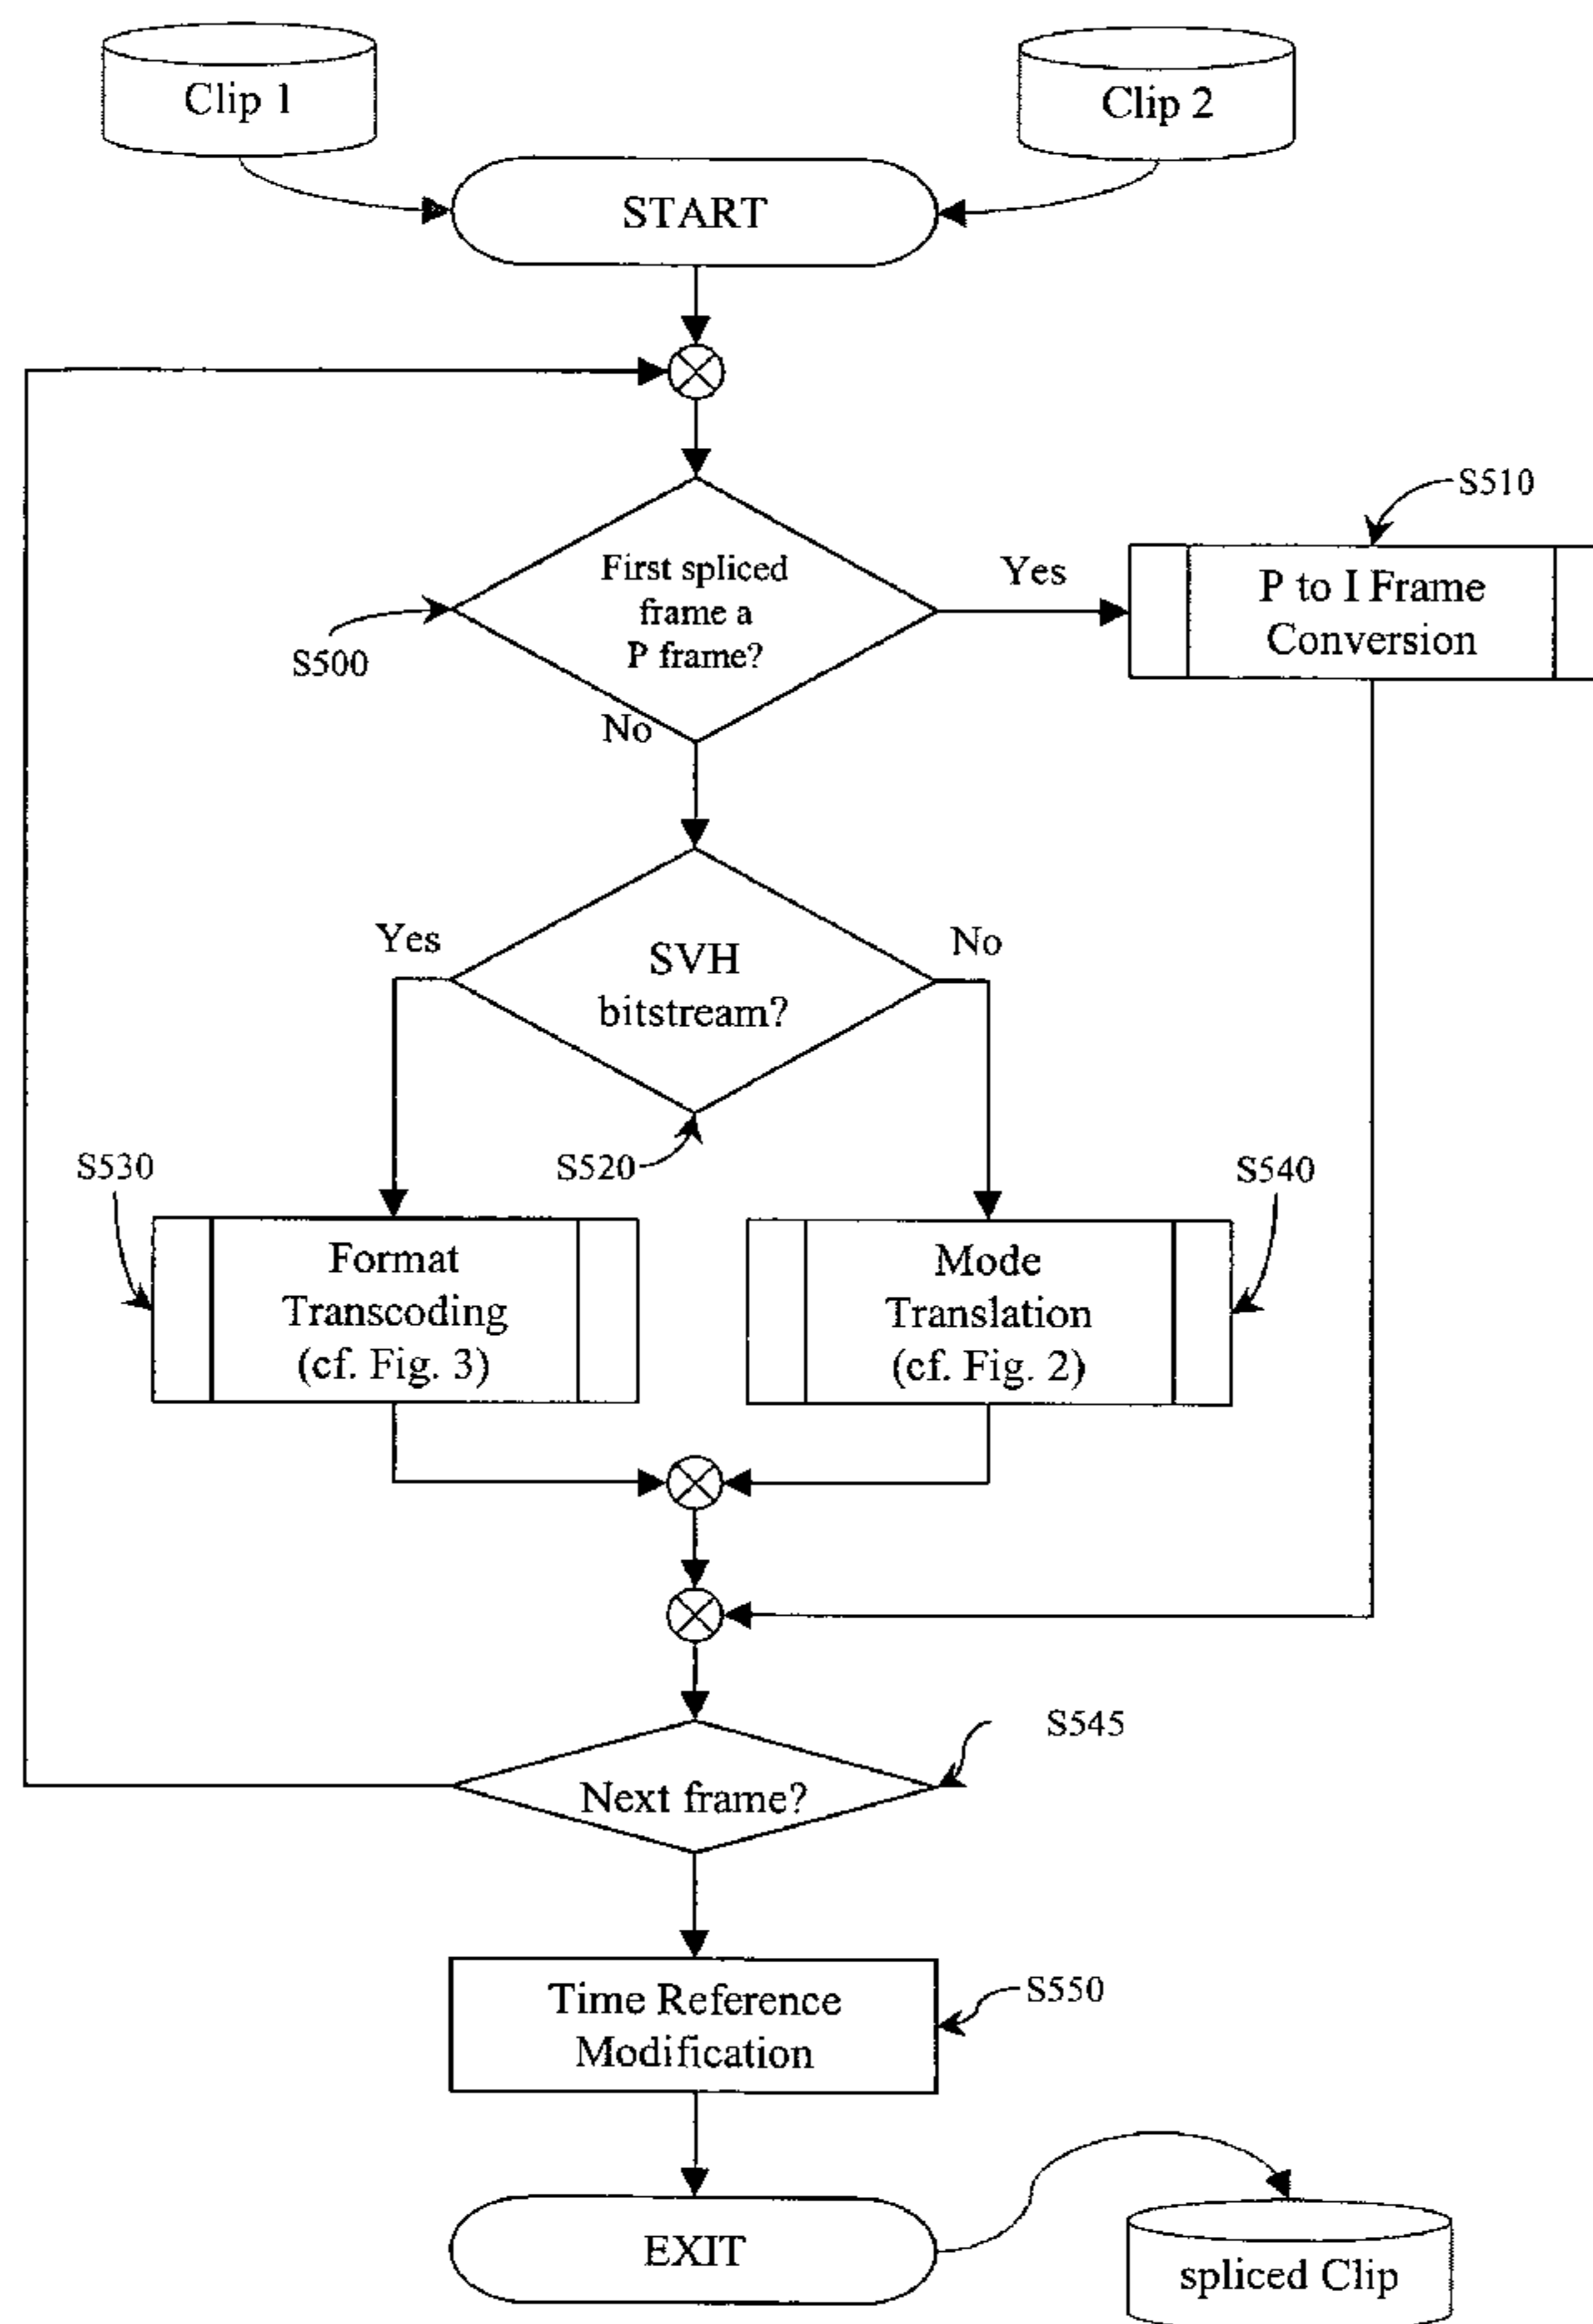 Clip 1
Clip 2
START
S510
First spliced
frame a
P frame?
Yes
P to I Frame
Conversion
S500
No
Yes
SVH
bitstream?
No
S530
S520
S540
Format
Transcoding
(cf. Fig. 3)
Mode
Translation
(cf. Fig. 2)
S545
Next frame?
Time Reference
Modification
S550
EXIT
spliced Clip